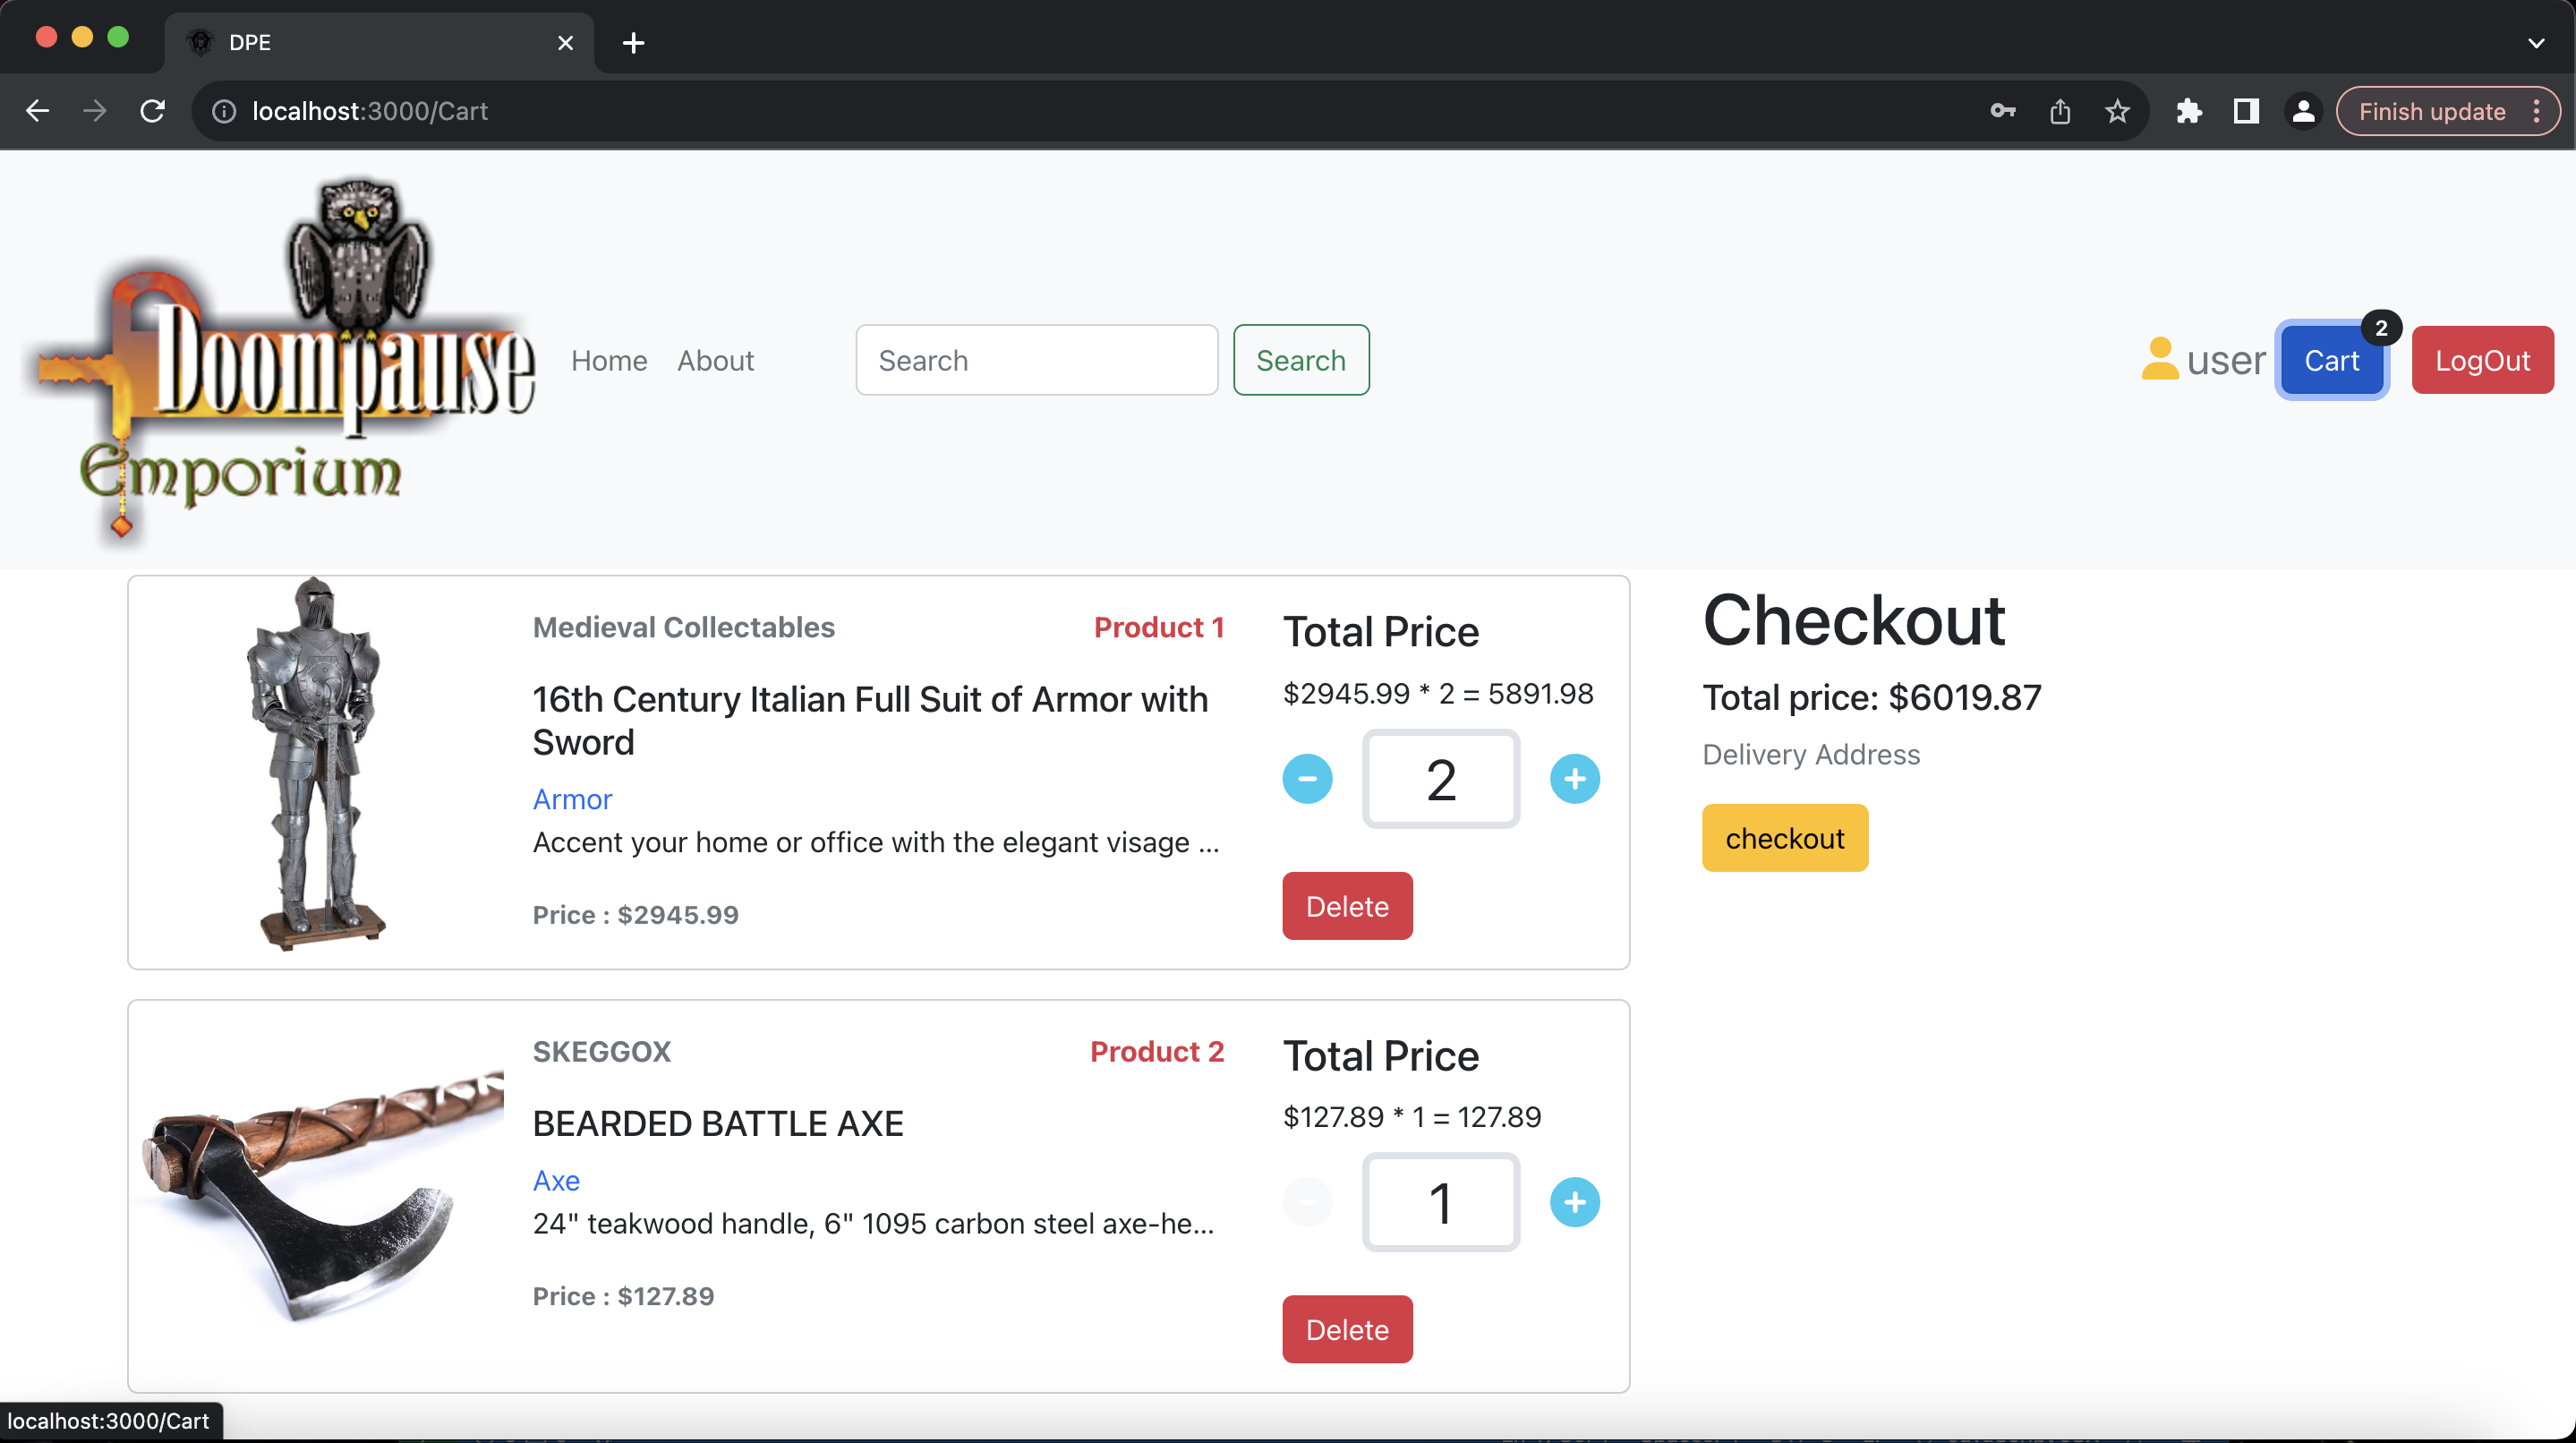 DPE
localhost:3000/Cart
Finish update
Doompause
Emporium
Home
About
Search
Search
user
Cart
2
LogOut
Medieval Collectables
Product 1
16th Century Italian Full Suit of Armor with
Sword
Armor
Accent your home or office with the elegant visage ...
Price : $2945.99
Total Price
$2945.99 * 2 = 5891.98
2
Delete
Checkout
Total price: $6019.87
Delivery Address
checkout
SKEGGOX
Product 2
BEARDED BATTLE AXE
Axe
24" teakwood handle, 6" 1095 carbon steel axe-he...
Price : $127.89
Total Price
$127.89 * 1 = 127.89
1
Delete
localhost:3000/Cart